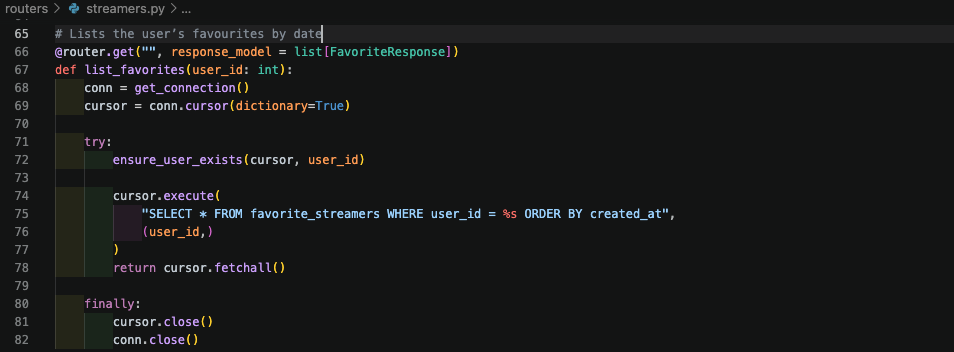 routers > streamers.py > ...
65 # Lists the user’s favourites by date
66 @router.get("", response_model = list[FavoriteResponse])
67 def list_favorites(user_id: int):
68     conn = get_connection()
69     cursor = conn.cursor(dictionary=True)
70
71     try:
72         ensure_user_exists(cursor, user_id)
73
74         cursor.execute(
75             "SELECT * FROM favorite_streamers WHERE user_id = %s ORDER BY created_at",
76             (user_id,)
77         )
78         return cursor.fetchall()
79
80     finally:
81         cursor.close()
82         conn.close()